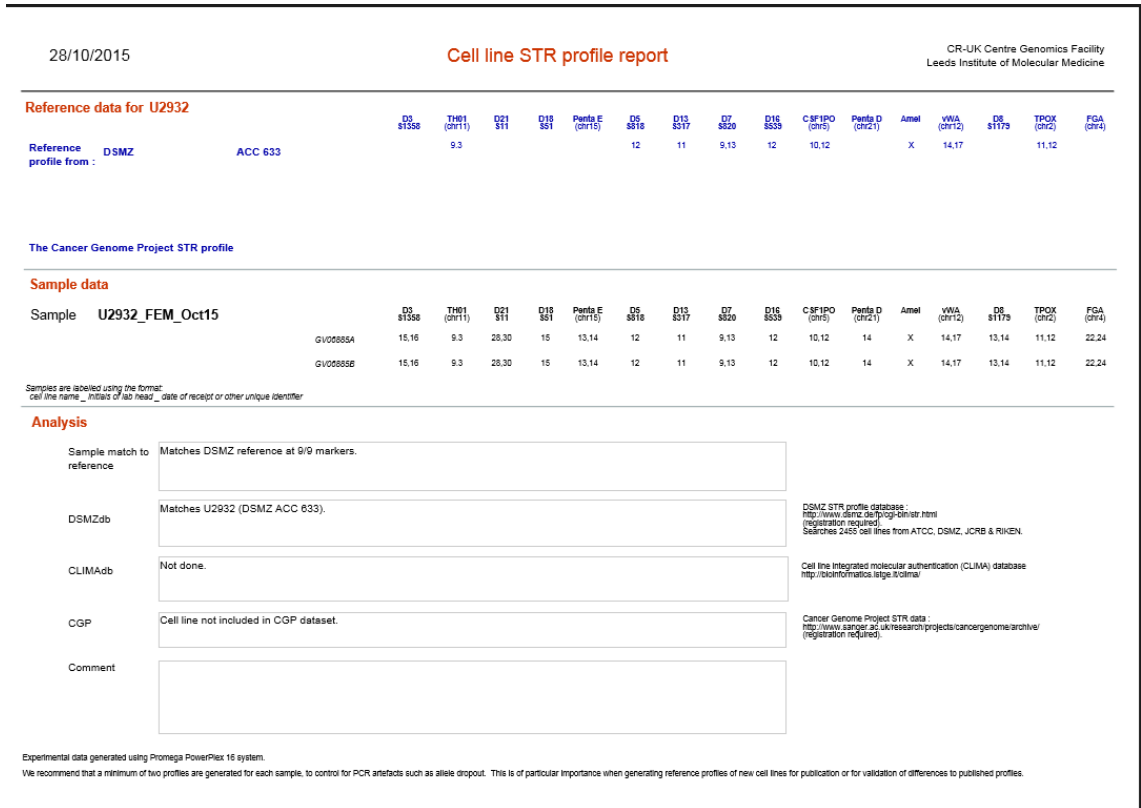 28/10/2015 Cell line STR profile report CR-UK Centre Genomics Facility
Leeds Institute of Molecular Medicine
Reference data for U2932
D3 TH01 D21 D18 Penta E D5 D13 D7 D16 CSF1PO Penta D Amel vWA D8 TPOX FGA
S1358 (chr11) S11 S51 (chr15) S818 S317 S820 S539 (chr5) (chr21) (chr12) S1179 (chr2) (chr4)
Reference profile from : DSMZ ACC 633 9.3 12 11 9,13 12 10,12 X 14,17 11,12
The Cancer Genome Project STR profile
Sample data
Sample U2932_FEM_Oct15
D3 TH01 D21 D18 Penta E D5 D13 D7 D16 CSF1PO Penta D Amel vWA D8 TPOX FGA
S1358 (chr11) S11 S51 (chr15) S818 S317 S820 S539 (chr5) (chr21) (chr12) S1179 (chr2) (chr4)
GV06885A 15,16 9.3 28,30 15 13,14 12 11 9,13 12 10,12 14 X 14,17 13,14 11,12 22,24
GV06885B 15,16 9.3 28,30 15 13,14 12 11 9,13 12 10,12 14 X 14,17 13,14 11,12 22,24
Samples are labelled using the format:
cell line name _ initials of lab head _ date of receipt or other unique identifier
Analysis
Sample match to reference
Matches DSMZ reference at 9/9 markers.
DSMZdb
Matches U2932 (DSMZ ACC 633).
DSMZ STR profile database :
http://www.dsmz.de/fp/cgi-bin/str.html
(registration required).
Searches 2455 cell lines from ATCC, DSMZ, JCRB & RIKEN.
CLIMAdb
Not done.
Cell line integrated molecular authentication (CLIMA) database
http://bioinformatics.istge.it/clima/
CGP
Cell line not included in CGP dataset.
Cancer Genome Project STR data :
http://www.sanger.ac.uk/research/projects/cancergenome/archive/
(registration required).
Comment
Experimental data generated using Promega PowerPlex 16 system.
We recommend that a minimum of two profiles are generated for each sample, to control for PCR artefacts such as allele dropout. This is of particular importance when generating reference profiles of new cell lines for publication or for validation of differences to published profiles.